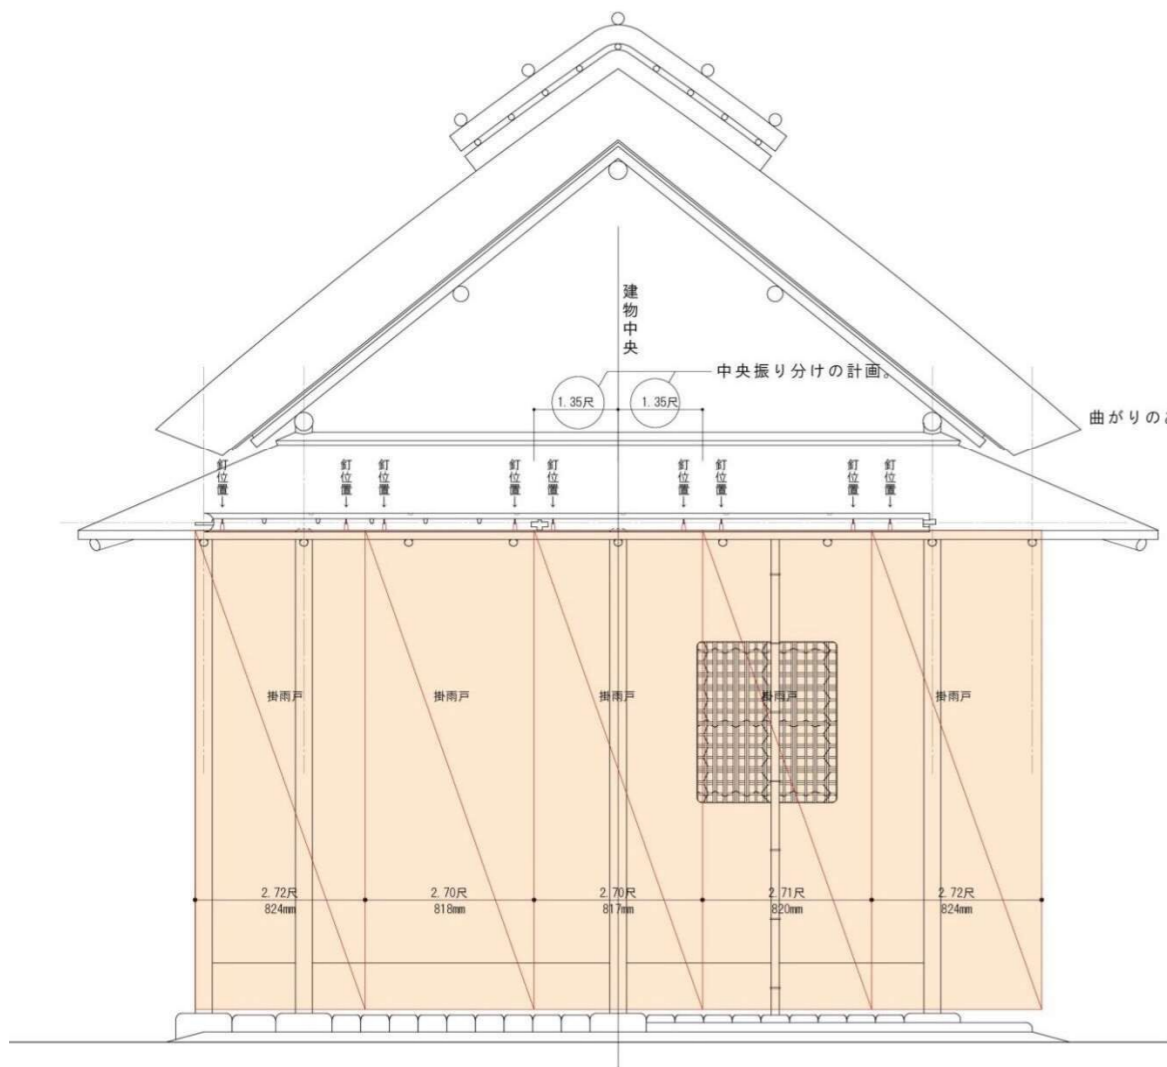 建物中央
中央振り分けの計画。
1.35尺
1.35尺
曲がりのあ
釘位置→
釘位置→
釘位置→
釘位置→
釘位置→
釘位置→
釘位置→
釘位置→
釘位置→
掛雨戸
掛雨戸
掛雨戸
掛雨戸
掛雨戸
2.72尺
824mm
2.70尺
818mm
2.70尺
817mm
2.71尺
820mm
2.72尺
824mm